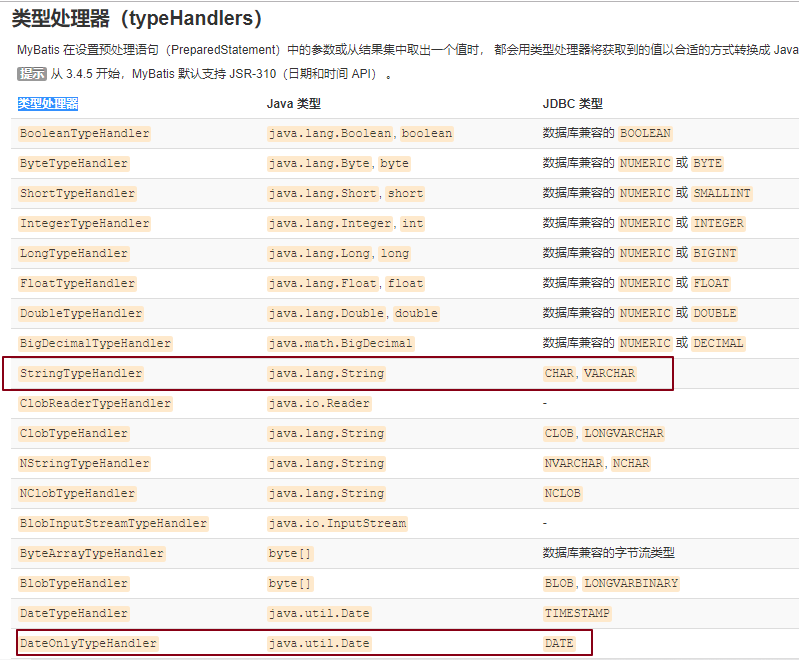 类型处理器（typeHandlers）
MyBatis 在设置预处理语句（PreparedStatement）中的参数或从结果集中取出一个值时， 都会用类型处理器将获取到的值以合适的方式转换成 Java
提示 从 3.4.5 开始，MyBatis 默认支持 JSR-310（日期和时间 API） 。
类型处理器 Java 类型 JDBC 类型
BooleanTypeHandler java.lang.Boolean, boolean 数据库兼容的 BOOLEAN
ByteTypeHandler java.lang.Byte, byte 数据库兼容的 NUMERIC 或 BYTE
ShortTypeHandler java.lang.Short, short 数据库兼容的 NUMERIC 或 SMALLINT
IntegerTypeHandler java.lang.Integer, int 数据库兼容的 NUMERIC 或 INTEGER
LongTypeHandler java.lang.Long, long 数据库兼容的 NUMERIC 或 BIGINT
FloatTypeHandler java.lang.Float, float 数据库兼容的 NUMERIC 或 FLOAT
DoubleTypeHandler java.lang.Double, double 数据库兼容的 NUMERIC 或 DOUBLE
BigDecimalTypeHandler java.math.BigDecimal 数据库兼容的 NUMERIC 或 DECIMAL
StringTypeHandler java.lang.String CHAR, VARCHAR
ClobReaderTypeHandler java.io.Reader -
ClobTypeHandler java.lang.String CLOB, LONGVARCHAR
NStringTypeHandler java.lang.String NVARCHAR, NCHAR
NClobTypeHandler java.lang.String NCLOB
BlobInputStreamTypeHandler java.io.InputStream -
ByteArrayTypeHandler byte[] 数据库兼容的字节流类型
BlobTypeHandler byte[] BLOB, LONGVARBINARY
DateTypeHandler java.util.Date TIMESTAMP
DateOnlyTypeHandler java.util.Date DATE